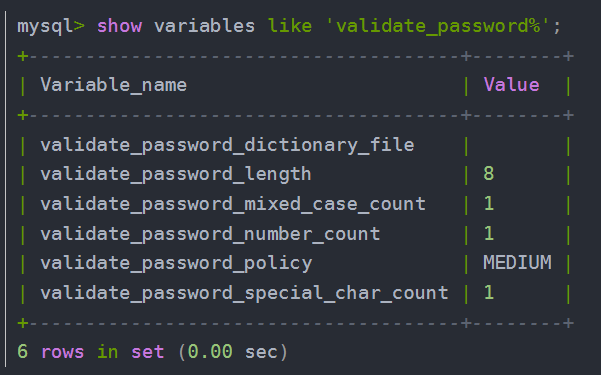 mysql> show variables like 'validate_password%';
+--------------------------------------+--------+
| Variable_name                        | Value  |
+--------------------------------------+--------+
| validate_password_dictionary_file    |        |
| validate_password_length             | 8      |
| validate_password_mixed_case_count   | 1      |
| validate_password_number_count       | 1      |
| validate_password_policy             | MEDIUM |
| validate_password_special_char_count | 1      |
+--------------------------------------+--------+
6 rows in set (0.00 sec)